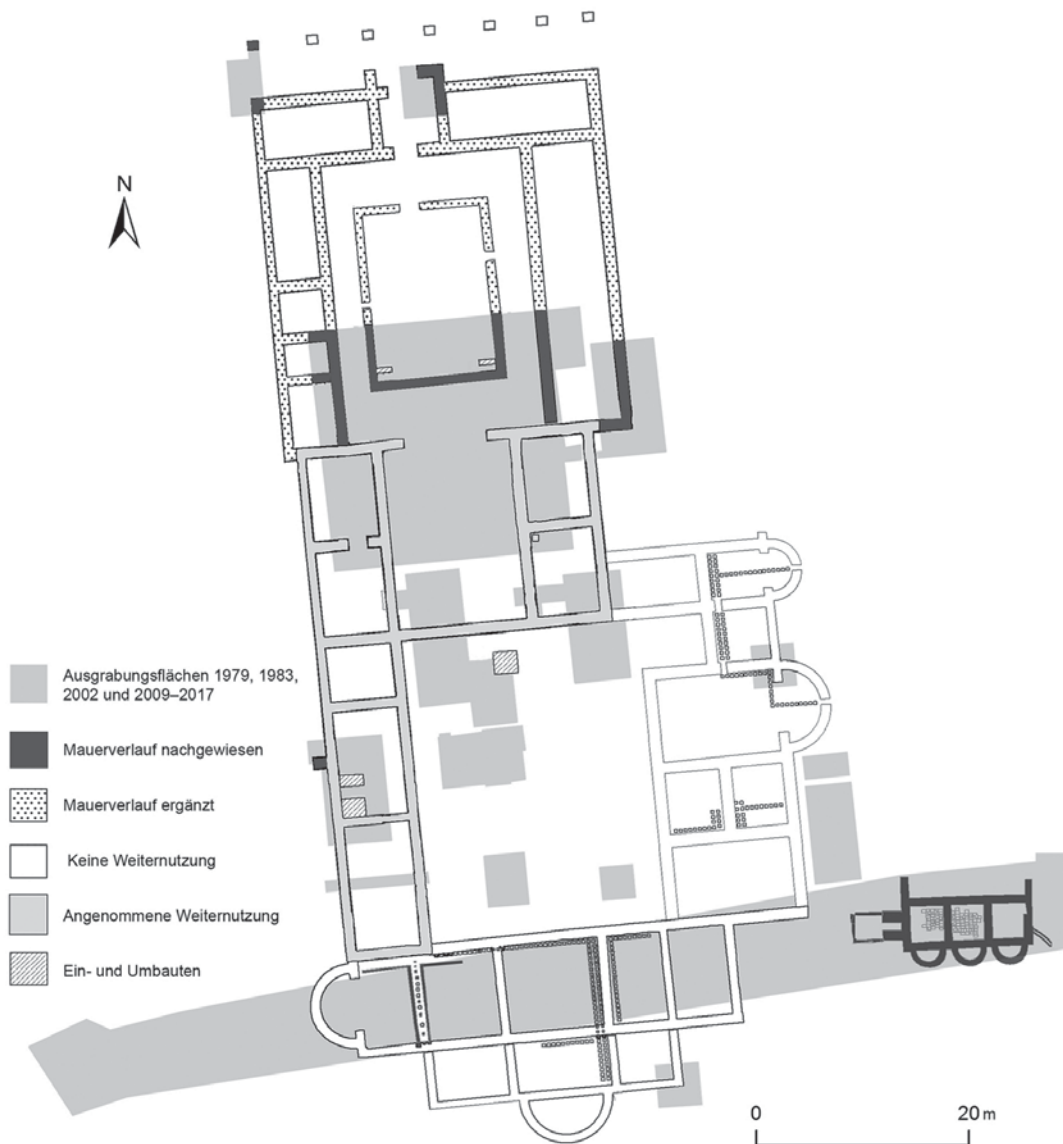 N
Ausgrabungsflächen 1979, 1983,
2002 und 2009–2017
Mauerverlauf nachgewiesen
Mauerverlauf ergänzt
Keine Weiternutzung
Angenommene Weiternutzung
Ein- und Umbauten
0
20 m